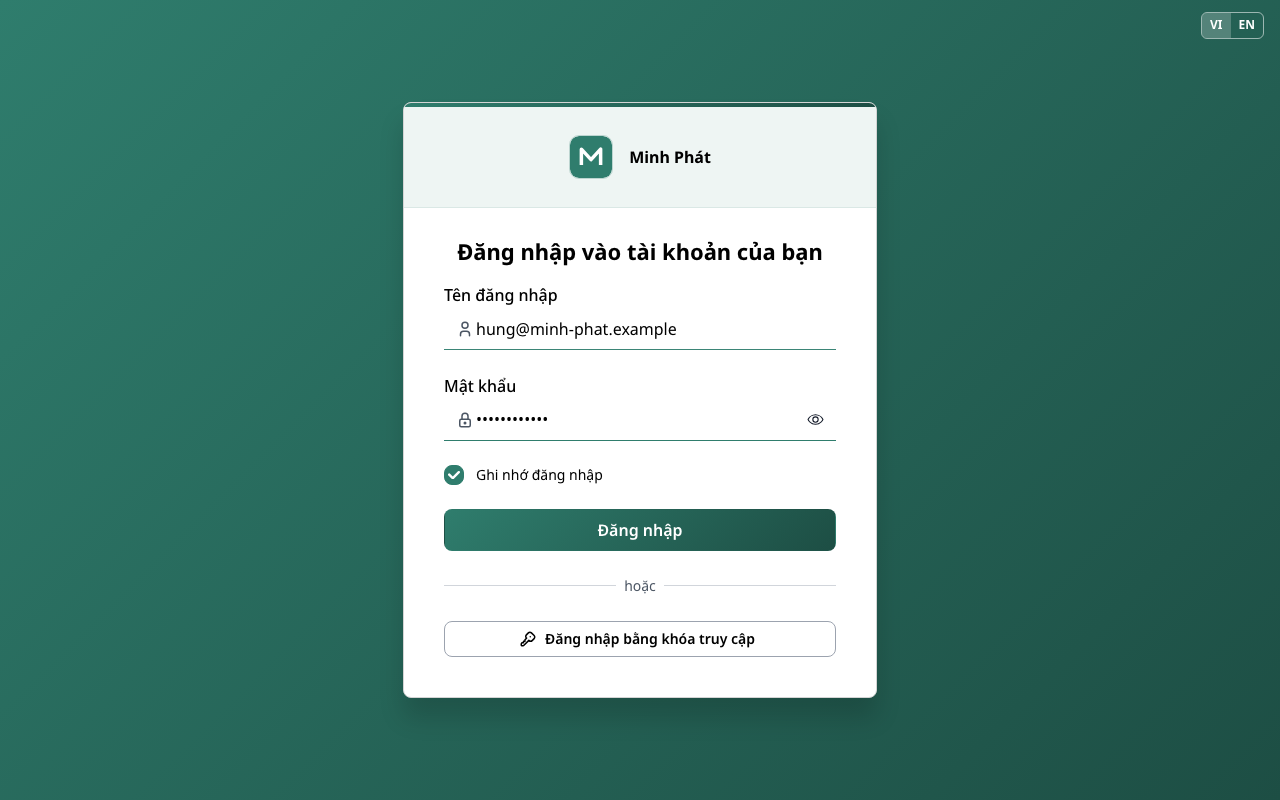 VI EN
Minh Phát
Đăng nhập vào tài khoản của bạn
Tên đăng nhập
hung@minh-phat.example
Mật khẩu
••••••••••••
Ghi nhớ đăng nhập
Đăng nhập
hoặc
Đăng nhập bằng khóa truy cập